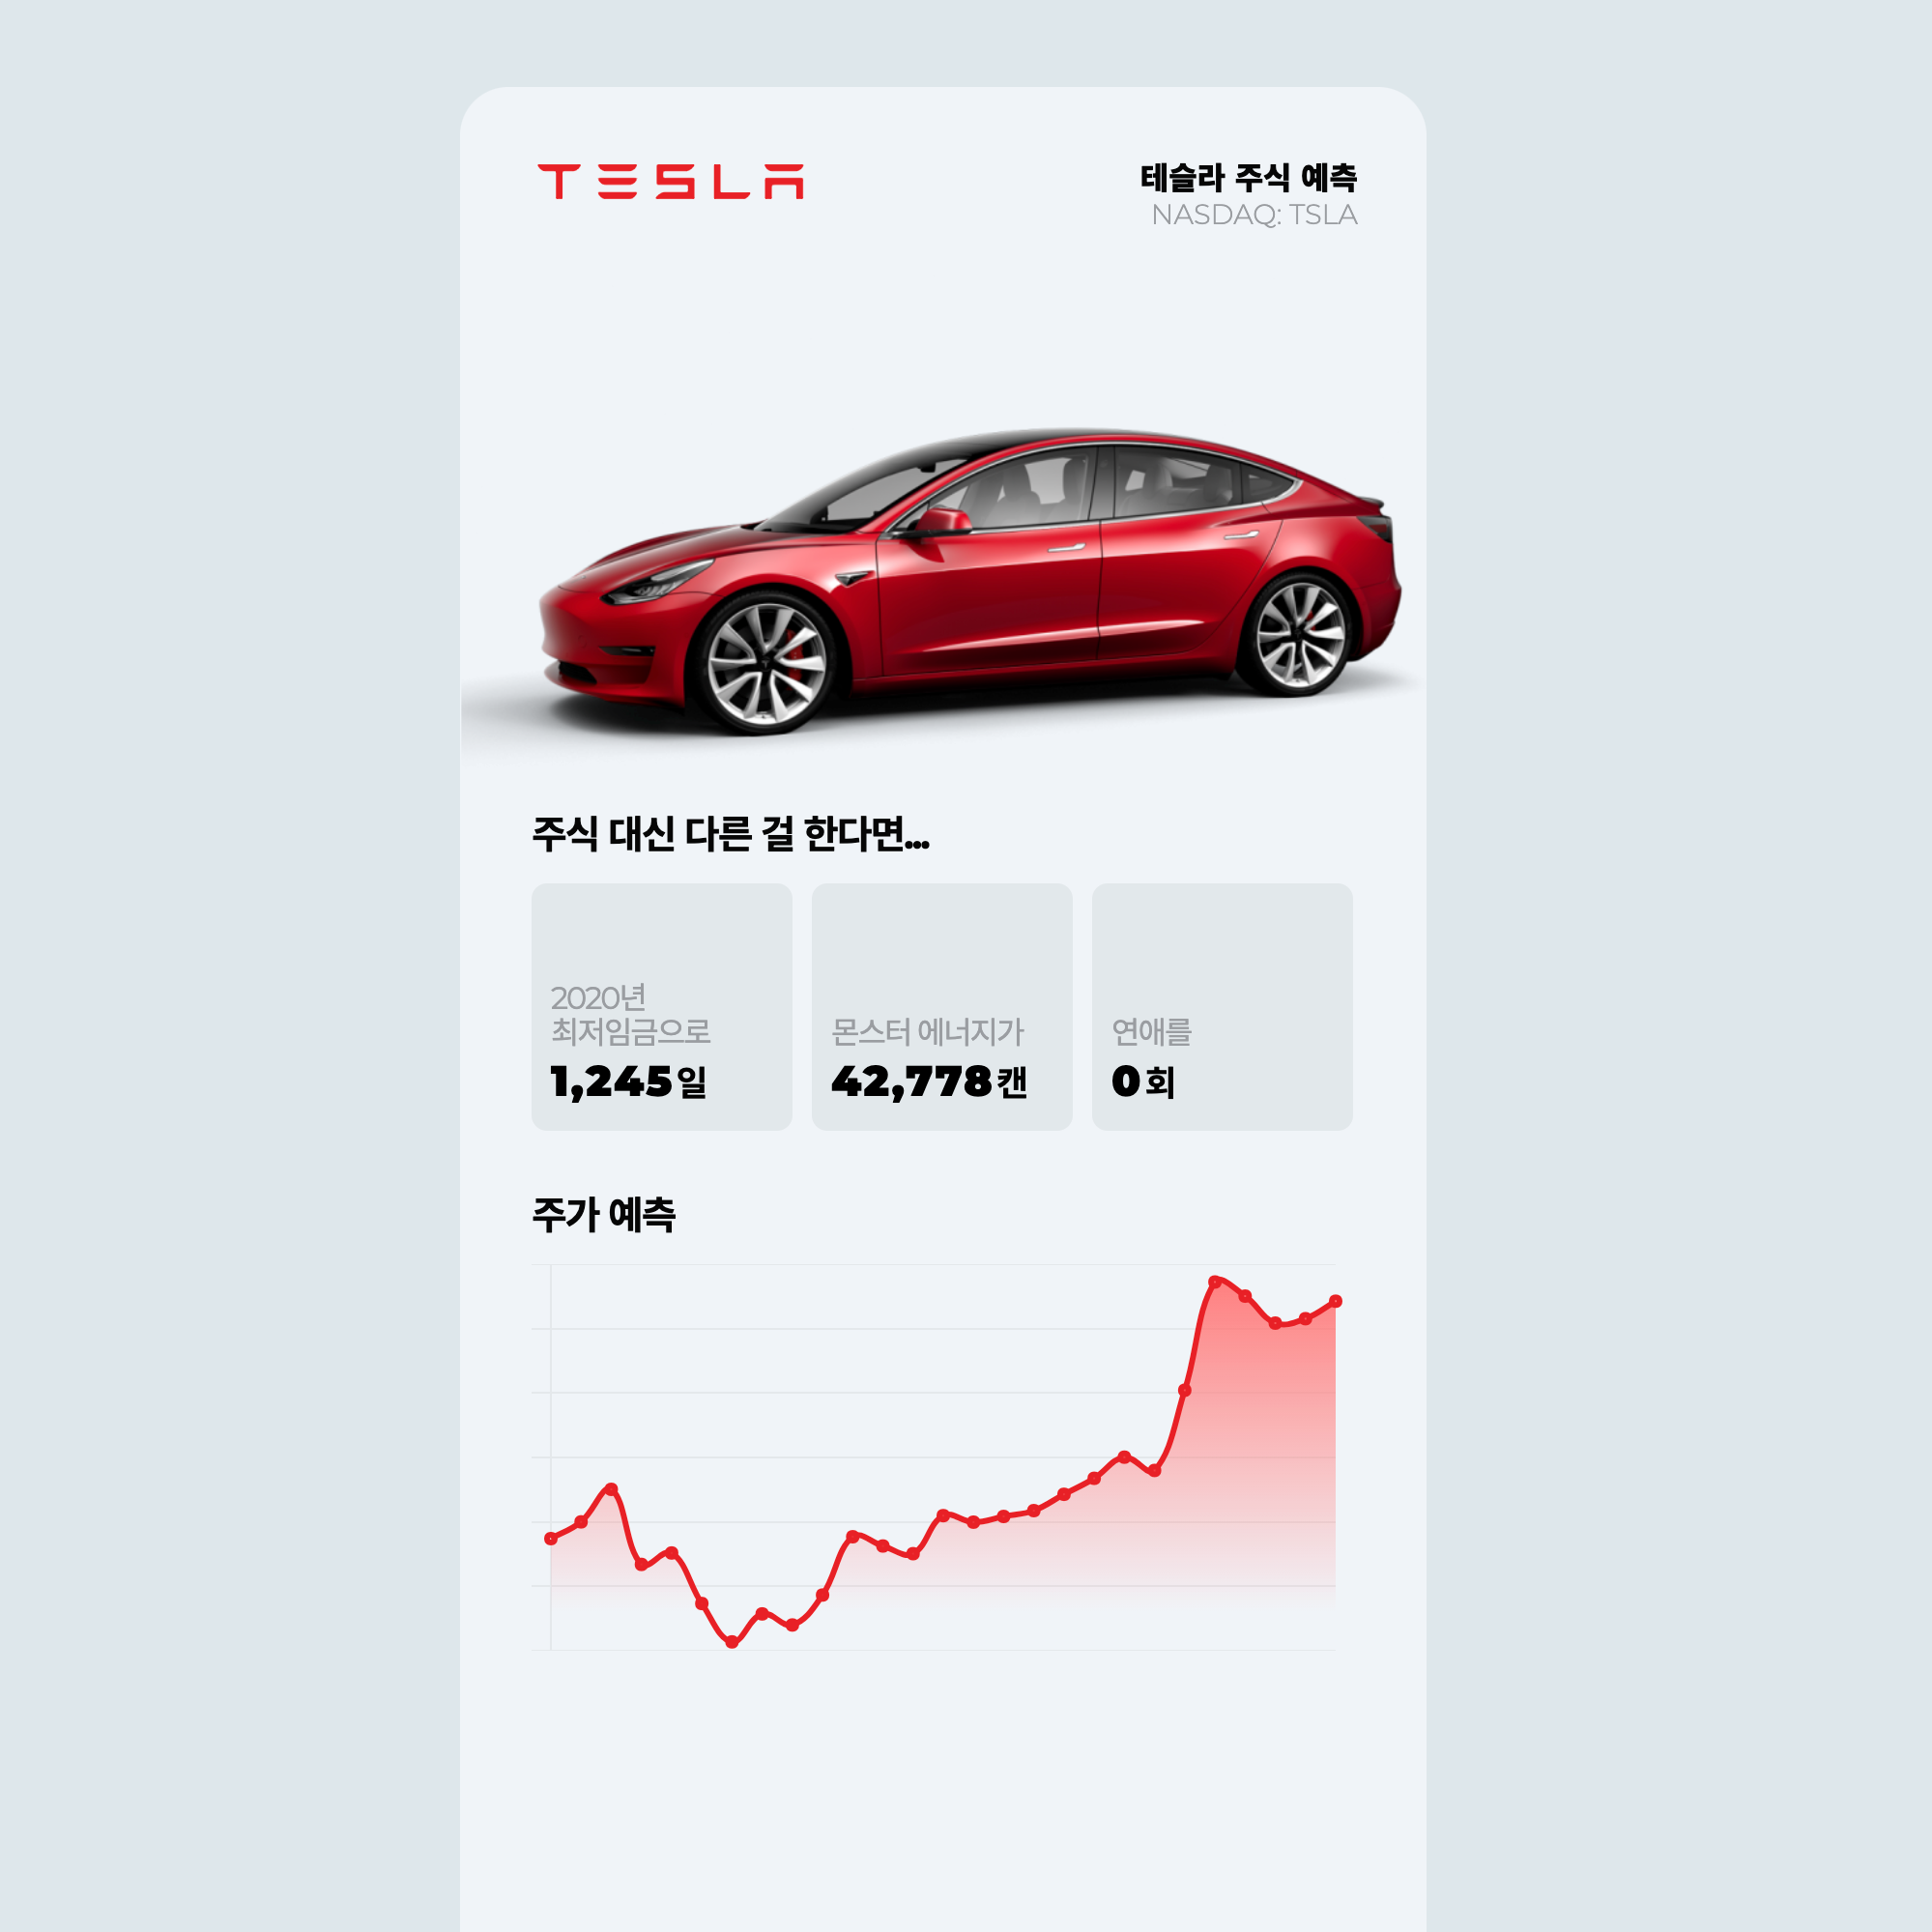 TESLA
테슬라 주식 예측
NASDAQ: TSLA
주식 대신 다른 걸 한다면...
2020년
최저임금으로
1,245일
몬스터 에너지가
42,778캔
연애를
0회
주가 예측